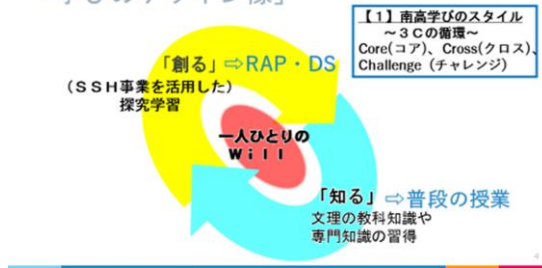 【1】南高学びのスタイル
～3Cの循環～
Core(コア)、Cross(クロス)、
Challenge（チャレンジ）
「創る」⇨RAP・DS
（ＳＳＨ事業を活用した）
探究学習
一人ひとりの
Ｗｉｌｌ
「知る」⇨普段の授業
文理の教科知識や
専門知識の習得
4